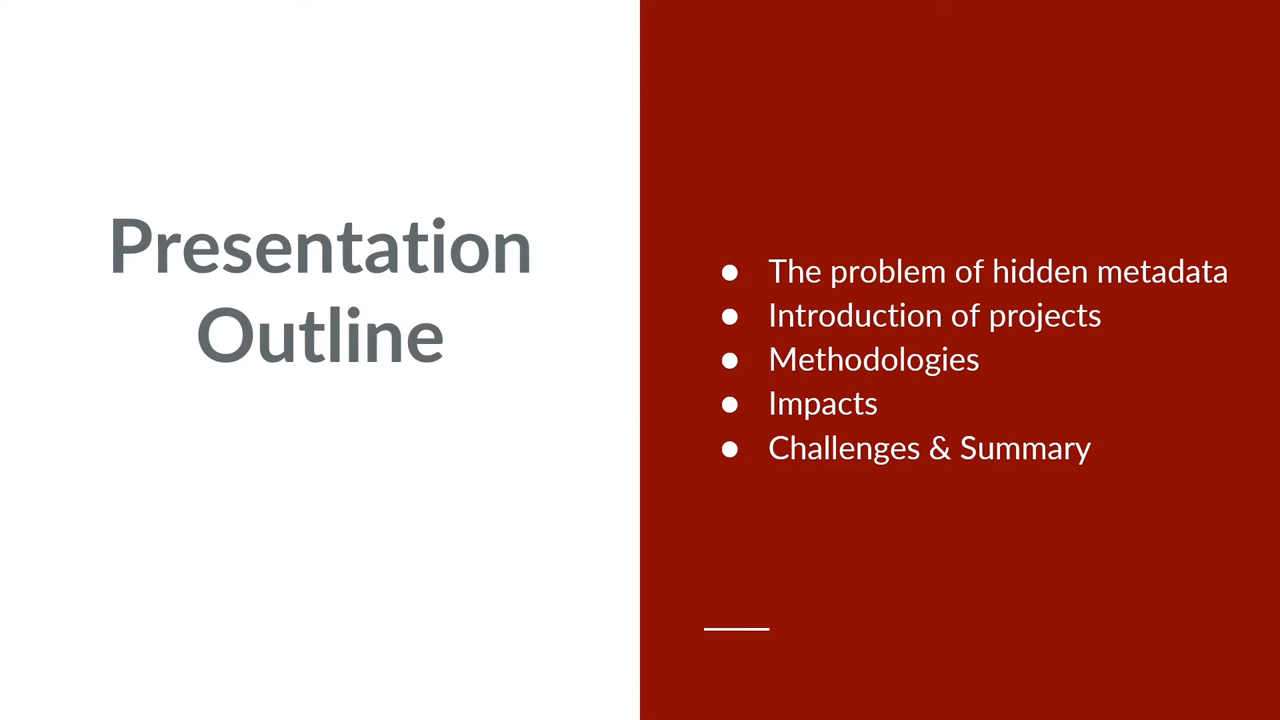 Presentation
Outline
● The problem of hidden metadata
● Introduction of projects
● Methodologies
● Impacts
● Challenges & Summary